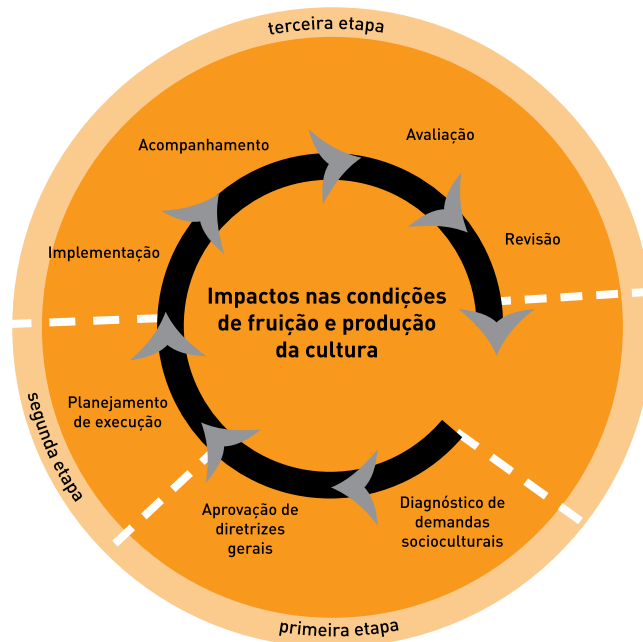 terceira etapa
Acompanhamento
Avaliação
Implementação
Revisão
Impactos nas condições
de fruição e produção
da cultura
Planejamento
de execução
segunda etapa
Aprovação de
diretrizes
gerais
Diagnóstico de
demandas
socioculturais
primeira etapa